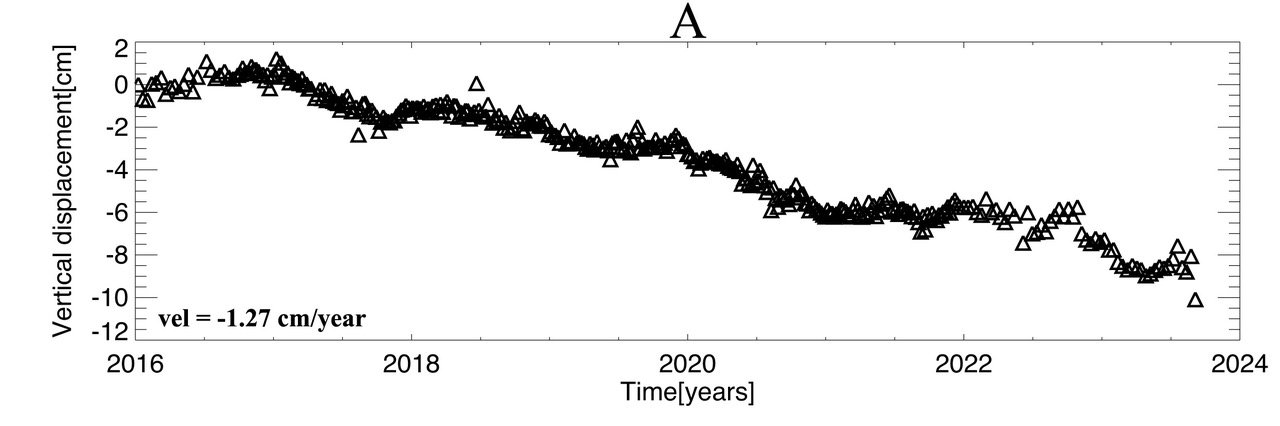 A
Vertical displacement[cm]
2
0
-2
-4
-6
-8
-10
-12
vel = -1.27 cm/year
2016 2018 2020 2022 2024
Time[years]